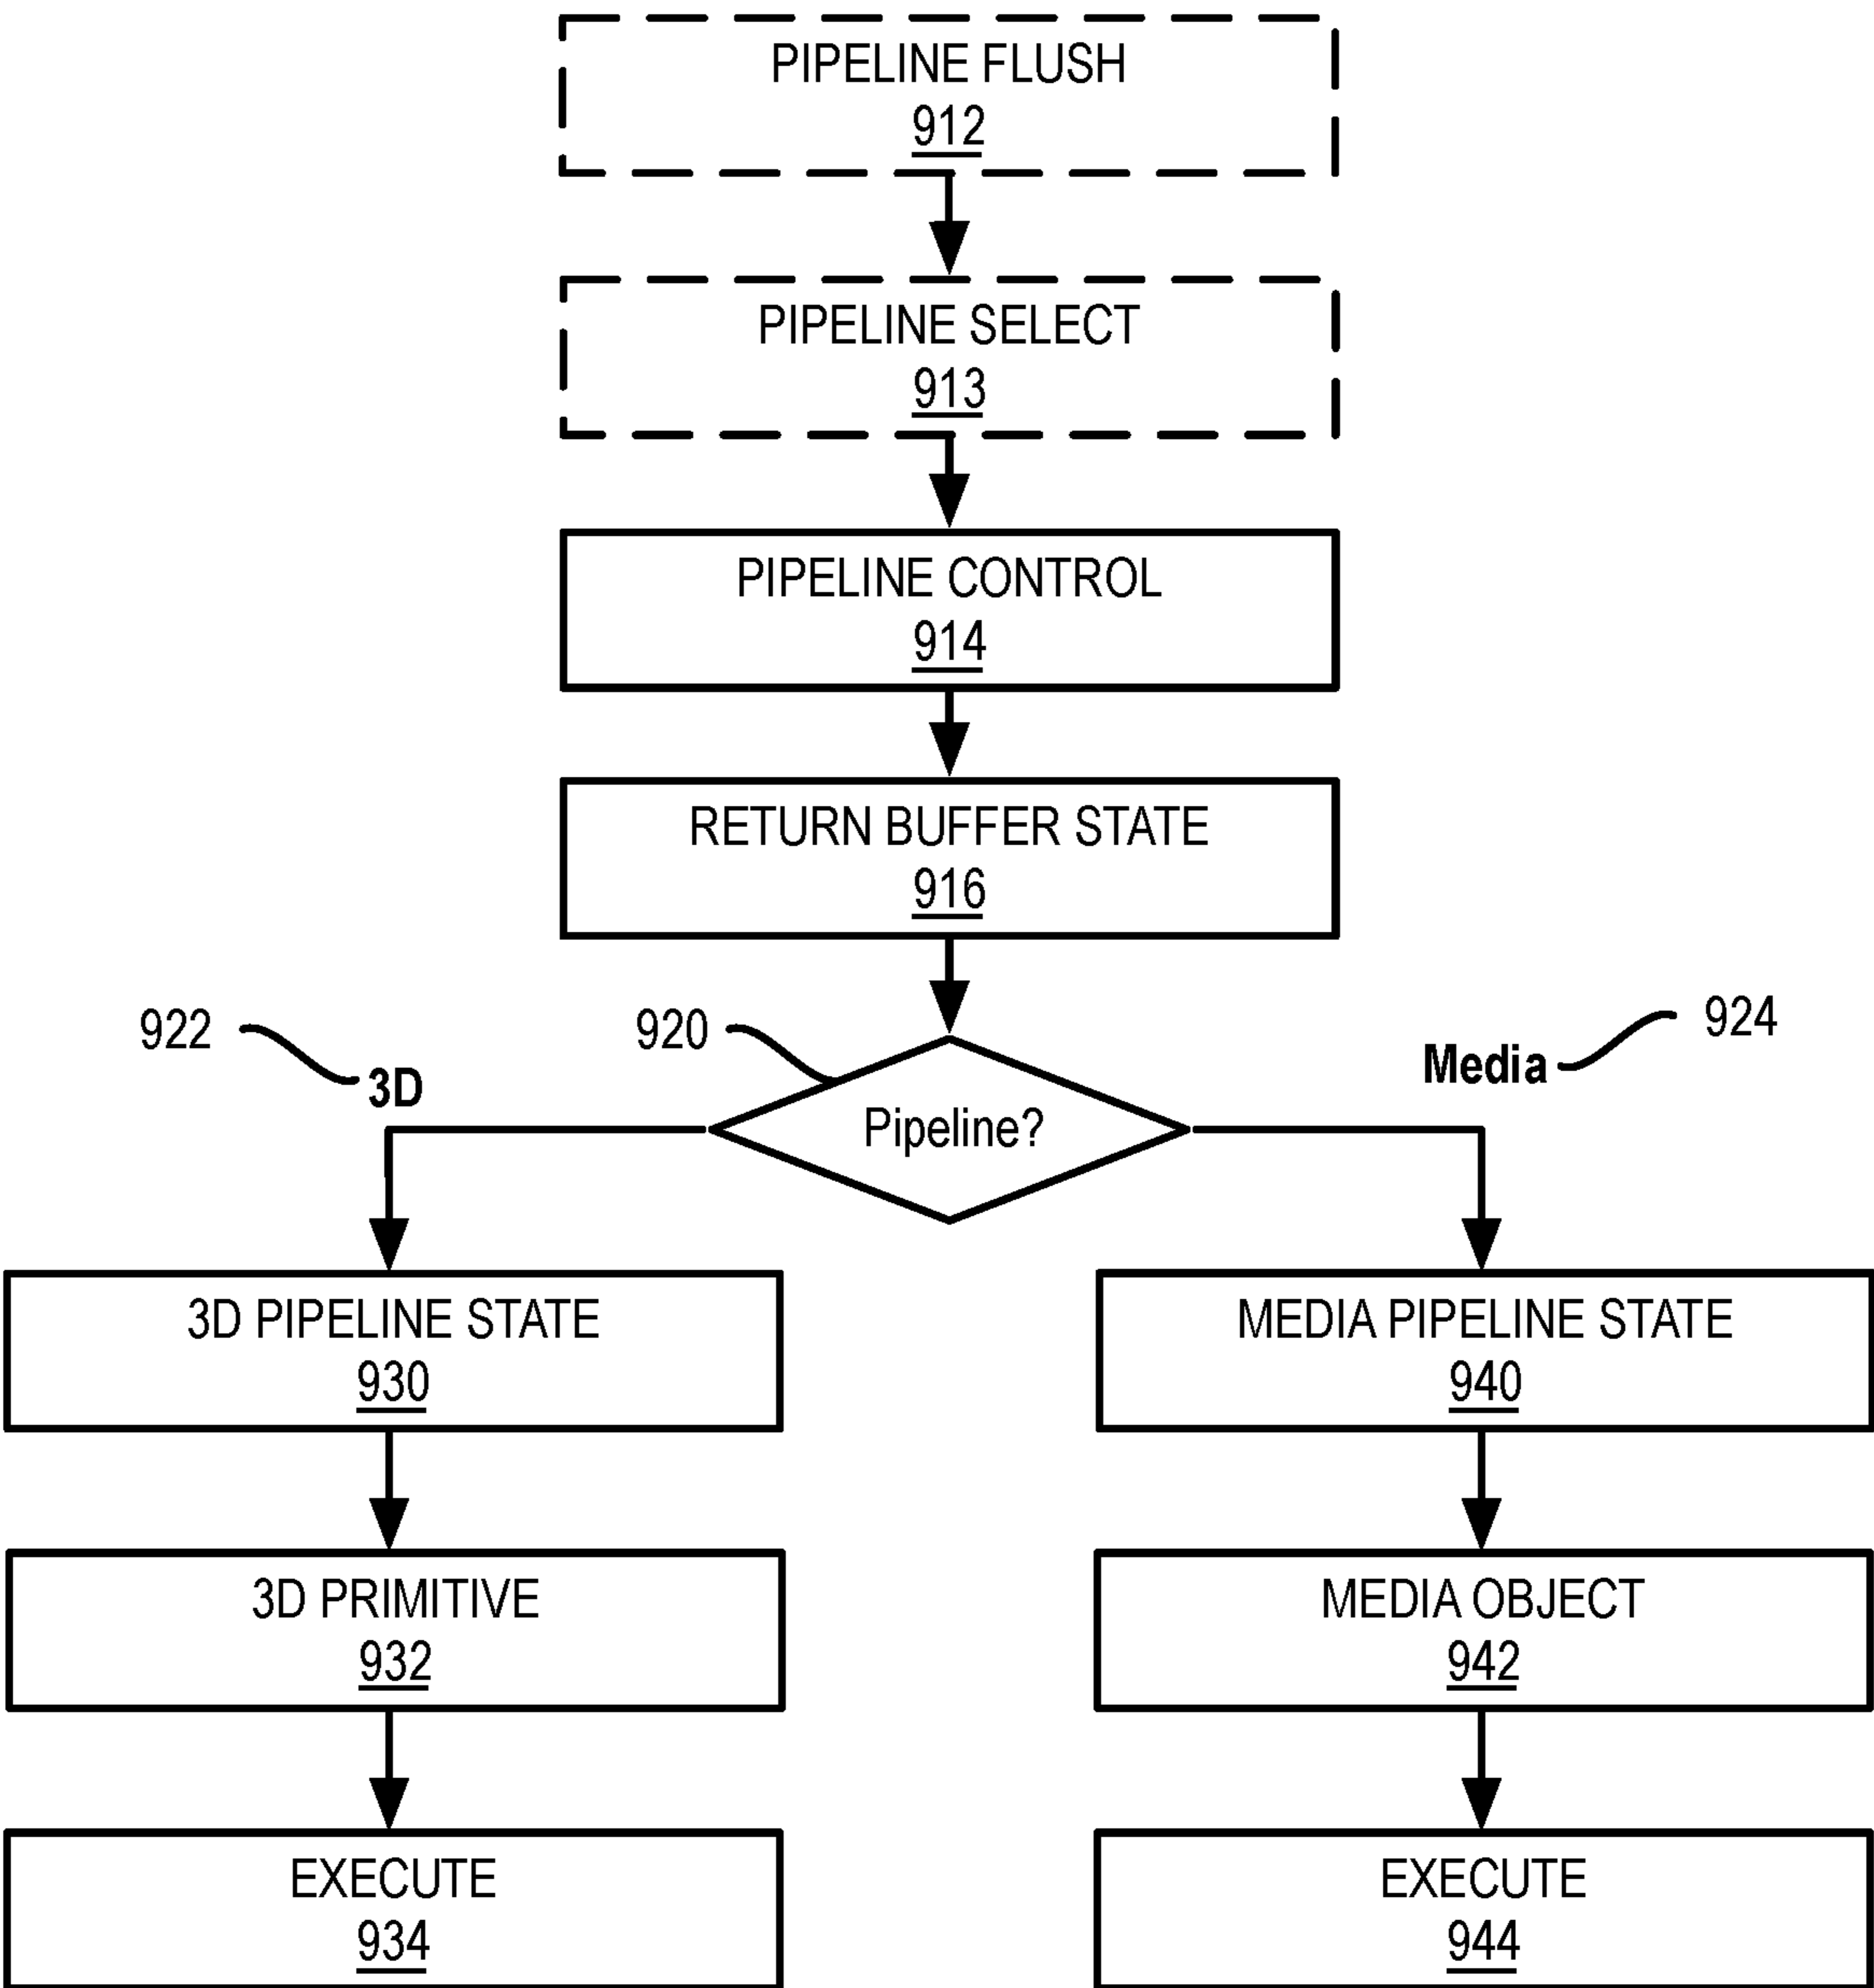 PIPELINE FLUSH
912
PIPELINE SELECT
913
PIPELINE CONTROL
914
RETURN BUFFER STATE
916
922
920
924
3D
Media
Pipeline?
3D PIPELINE STATE
930
MEDIA PIPELINE STATE
940
3D PRIMITIVE
932
MEDIA OBJECT
942
EXECUTE
934
EXECUTE
944